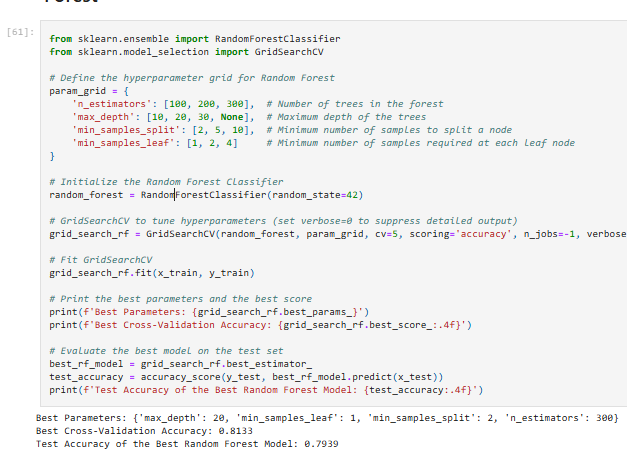 [61]:
from sklearn.ensemble import RandomForestClassifier
from sklearn.model_selection import GridSearchCV
# Define the hyperparameter grid for Random Forest
param_grid = {
    'n_estimators': [100, 200, 300],  # Number of trees in the forest
    'max_depth': [10, 20, 30, None],  # Maximum depth of the trees
    'min_samples_split': [2, 5, 10],  # Minimum number of samples to split a node
    'min_samples_leaf': [1, 2, 4]     # Minimum number of samples required at each leaf node
}
# Initialize the Random Forest Classifier
random_forest = RandomForestClassifier(random_state=42)
# GridSearchCV to tune hyperparameters (set verbose=0 to suppress detailed output)
grid_search_rf = GridSearchCV(random_forest, param_grid, cv=5, scoring='accuracy', n_jobs=-1, verbose
# Fit GridSearchCV
grid_search_rf.fit(x_train, y_train)
# Print the best parameters and the best score
print(f'Best Parameters: {grid_search_rf.best_params_}')
print(f'Best Cross-Validation Accuracy: {grid_search_rf.best_score_:.4f}')
# Evaluate the best model on the test set
best_rf_model = grid_search_rf.best_estimator_
test_accuracy = accuracy_score(y_test, best_rf_model.predict(x_test))
print(f'Test Accuracy of the Best Random Forest Model: {test_accuracy:.4f}')
Best Parameters: {'max_depth': 20, 'min_samples_leaf': 1, 'min_samples_split': 2, 'n_estimators': 300}
Best Cross-Validation Accuracy: 0.8133
Test Accuracy of the Best Random Forest Model: 0.7939